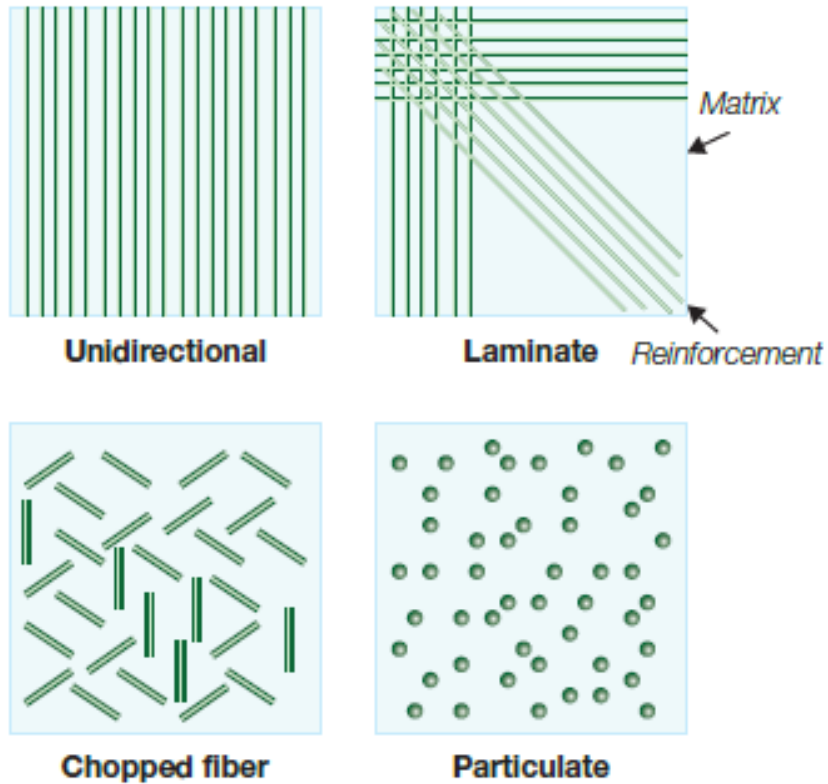 Matrix
Unidirectional
Laminate
Reinforcement
Chopped fiber
Particulate